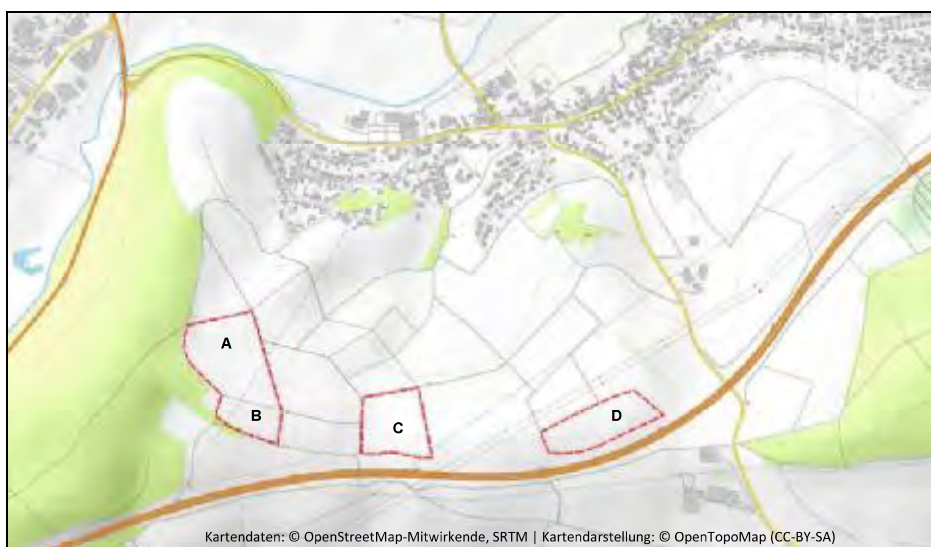 A
B
C
D
Kartendaten: © OpenStreetMap-Mitwirkende, SRTM | Kartendarstellung: © OpenTopoMap (CC-BY-SA)